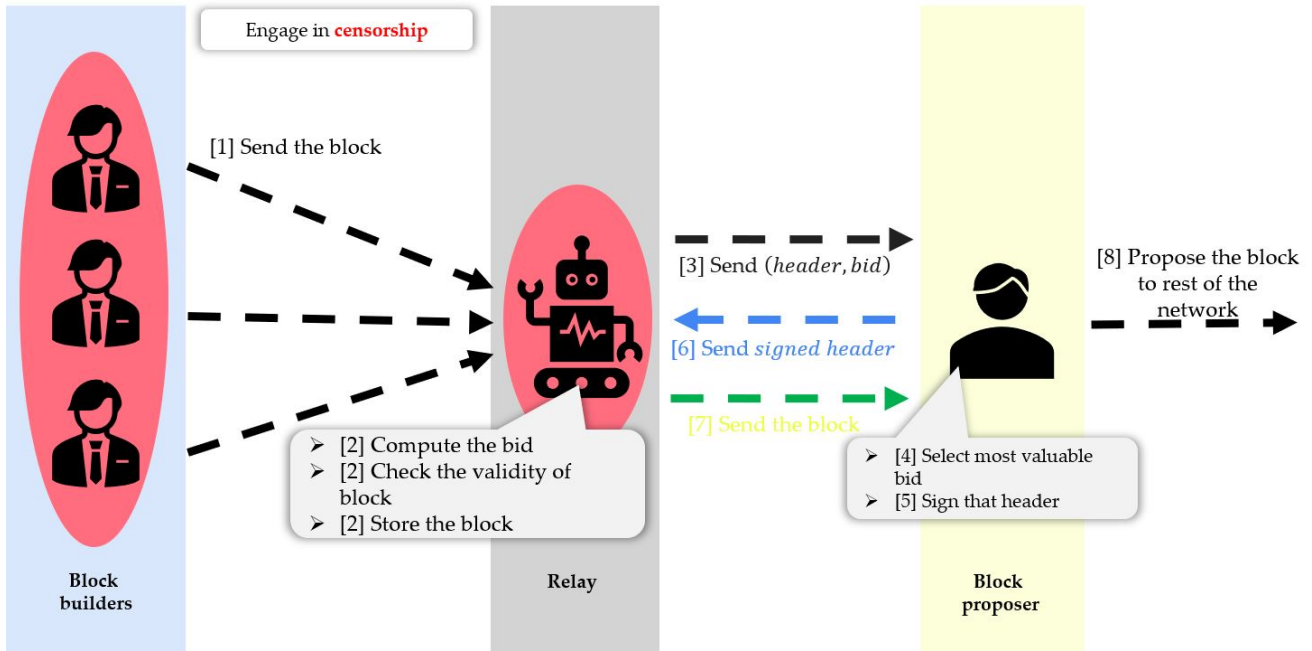 Engage in censorship
[1] Send the block
[3] Send (header, bid)
[6] Send signed header
[7] Send the block
[8] Propose the block
to rest of the
network
➢ [2] Compute the bid
➢ [2] Check the validity of
block
➢ [2] Store the block
➢ [4] Select most valuable
bid
➢ [5] Sign that header
Block
builders
Relay
Block
proposer